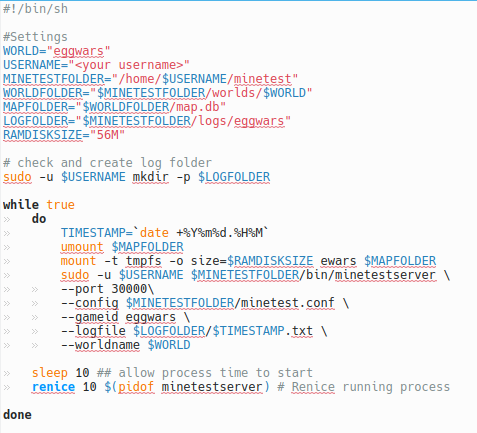 #!/bin/sh

#Settings
WORLD="eggwars"
USERNAME="<your username>"
MINETESTFOLDER="/home/$USERNAME/minetest"
WORLDFOLDER="$MINETESTFOLDER/worlds/$WORLD"
MAPFOLDER="$WORLDFOLDER/map.db"
LOGFOLDER="$MINETESTFOLDER/logs/eggwars"
RAMDISKSIZE="56M"

# check and create log folder
sudo -u $USERNAME mkdir -p $LOGFOLDER

while true
» do
» TIMESTAMP=`date +%Y%m%d.%H%M`
» umount $MAPFOLDER
» mount -t tmpfs -o size=$RAMDISKSIZE ewars $MAPFOLDER
» sudo -u $USERNAME $MINETESTFOLDER/bin/minetestserver \
» » --port 30000\
» » --config $MINETESTFOLDER/minetest.conf \
» » --gameid eggwars \
» » --logfile $LOGFOLDER/$TIMESTAMP.txt \
» » --worldname $WORLD

» sleep 10 ## allow process time to start
» renice 10 $(pidof minetestserver) # Renice running process

done